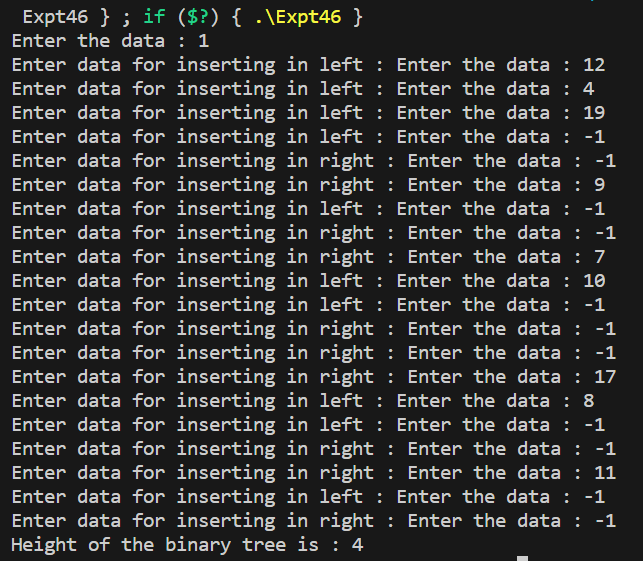 Expt46 } ; if ($?) { .\Expt46 }
Enter the data : 1
Enter data for inserting in left : Enter the data : 12
Enter data for inserting in left : Enter the data : 4
Enter data for inserting in left : Enter the data : 19
Enter data for inserting in left : Enter the data : -1
Enter data for inserting in right : Enter the data : -1
Enter data for inserting in right : Enter the data : 9
Enter data for inserting in left : Enter the data : -1
Enter data for inserting in right : Enter the data : -1
Enter data for inserting in right : Enter the data : 7
Enter data for inserting in left : Enter the data : 10
Enter data for inserting in left : Enter the data : -1
Enter data for inserting in right : Enter the data : -1
Enter data for inserting in right : Enter the data : -1
Enter data for inserting in right : Enter the data : 17
Enter data for inserting in left : Enter the data : 8
Enter data for inserting in left : Enter the data : -1
Enter data for inserting in right : Enter the data : -1
Enter data for inserting in right : Enter the data : 11
Enter data for inserting in left : Enter the data : -1
Enter data for inserting in right : Enter the data : -1
Height of the binary tree is : 4